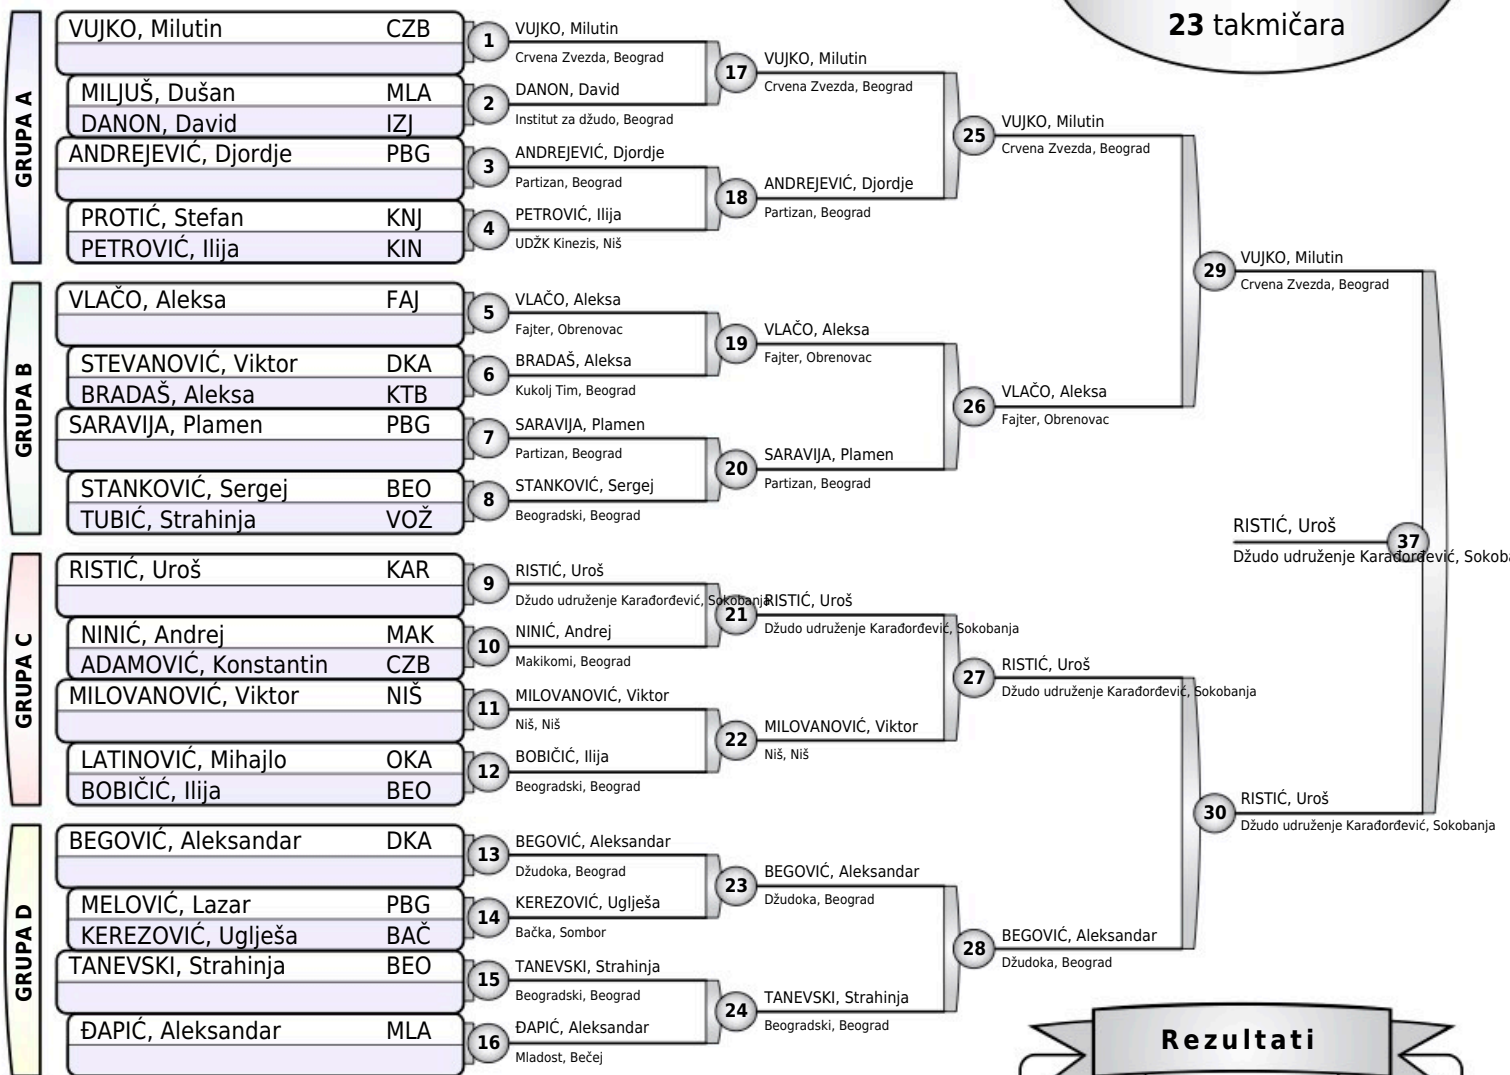 23 takmičara
GRUPA A
VUJKO, Milutin CZB
MILJUŠ, Dušan MLA
DANON, David IZJ
ANDREJEVIĆ, Djordje PBG
PROTIĆ, Stefan KNJ
PETROVIĆ, Ilija KIN
GRUPA B
VLAČO, Aleksa FAJ
STEVANOVIĆ, Viktor DKA
BRADAŠ, Aleksa KTB
SARAVIJA, Plamen PBG
STANKOVIĆ, Sergej BEO
TUBIĆ, Strahinja VOŽ
GRUPA C
RISTIĆ, Uroš KAR
NINIĆ, Andrej MAK
ADAMOVIĆ, Konstantin CZB
MILOVANOVIĆ, Viktor NIŠ
LATINOVIĆ, Mihajlo OKA
BOBIČIĆ, Ilija BEO
GRUPA D
BEGOVIĆ, Aleksandar DKA
MELOVIĆ, Lazar PBG
KEREZOVIĆ, Uglješa BAČ
TANEVSKI, Strahinja BEO
ĐAPIĆ, Aleksandar MLA
1
VUJKO, Milutin
Crvena Zvezda, Beograd
2
DANON, David
Institut za džudo, Beograd
3
ANDREJEVIĆ, Djordje
Partizan, Beograd
4
PETROVIĆ, Ilija
UDŽK Kinezis, Niš
5
VLAČO, Aleksa
Fajter, Obrenovac
6
BRADAŠ, Aleksa
Kukolj Tim, Beograd
7
SARAVIJA, Plamen
Partizan, Beograd
8
STANKOVIĆ, Sergej
Beogradski, Beograd
9
RISTIĆ, Uroš
Džudo udruženje Karađorđević, Sokobanja
10
NINIĆ, Andrej
Makikomi, Beograd
11
MILOVANOVIĆ, Viktor
Niš, Niš
12
BOBIČIĆ, Ilija
Beogradski, Beograd
13
BEGOVIĆ, Aleksandar
Džudoka, Beograd
14
KEREZOVIĆ, Uglješa
Bačka, Sombor
15
TANEVSKI, Strahinja
Beogradski, Beograd
16
ĐAPIĆ, Aleksandar
Mladost, Bečej
17
VUJKO, Milutin
Crvena Zvezda, Beograd
18
ANDREJEVIĆ, Djordje
Partizan, Beograd
19
VLAČO, Aleksa
Fajter, Obrenovac
20
SARAVIJA, Plamen
Partizan, Beograd
21
RISTIĆ, Uroš
Džudo udruženje Karađorđević, Sokobanja
22
MILOVANOVIĆ, Viktor
Niš, Niš
23
BEGOVIĆ, Aleksandar
Džudoka, Beograd
24
TANEVSKI, Strahinja
Beogradski, Beograd
25
VUJKO, Milutin
Crvena Zvezda, Beograd
26
VLAČO, Aleksa
Fajter, Obrenovac
27
RISTIĆ, Uroš
Džudo udruženje Karađorđević, Sokobanja
28
BEGOVIĆ, Aleksandar
Džudoka, Beograd
29
VUJKO, Milutin
Crvena Zvezda, Beograd
30
RISTIĆ, Uroš
Džudo udruženje Karađorđević, Sokobanja
RISTIĆ, Uroš
37
Džudo udruženje Karađorđević, Sokoba
Rezultati